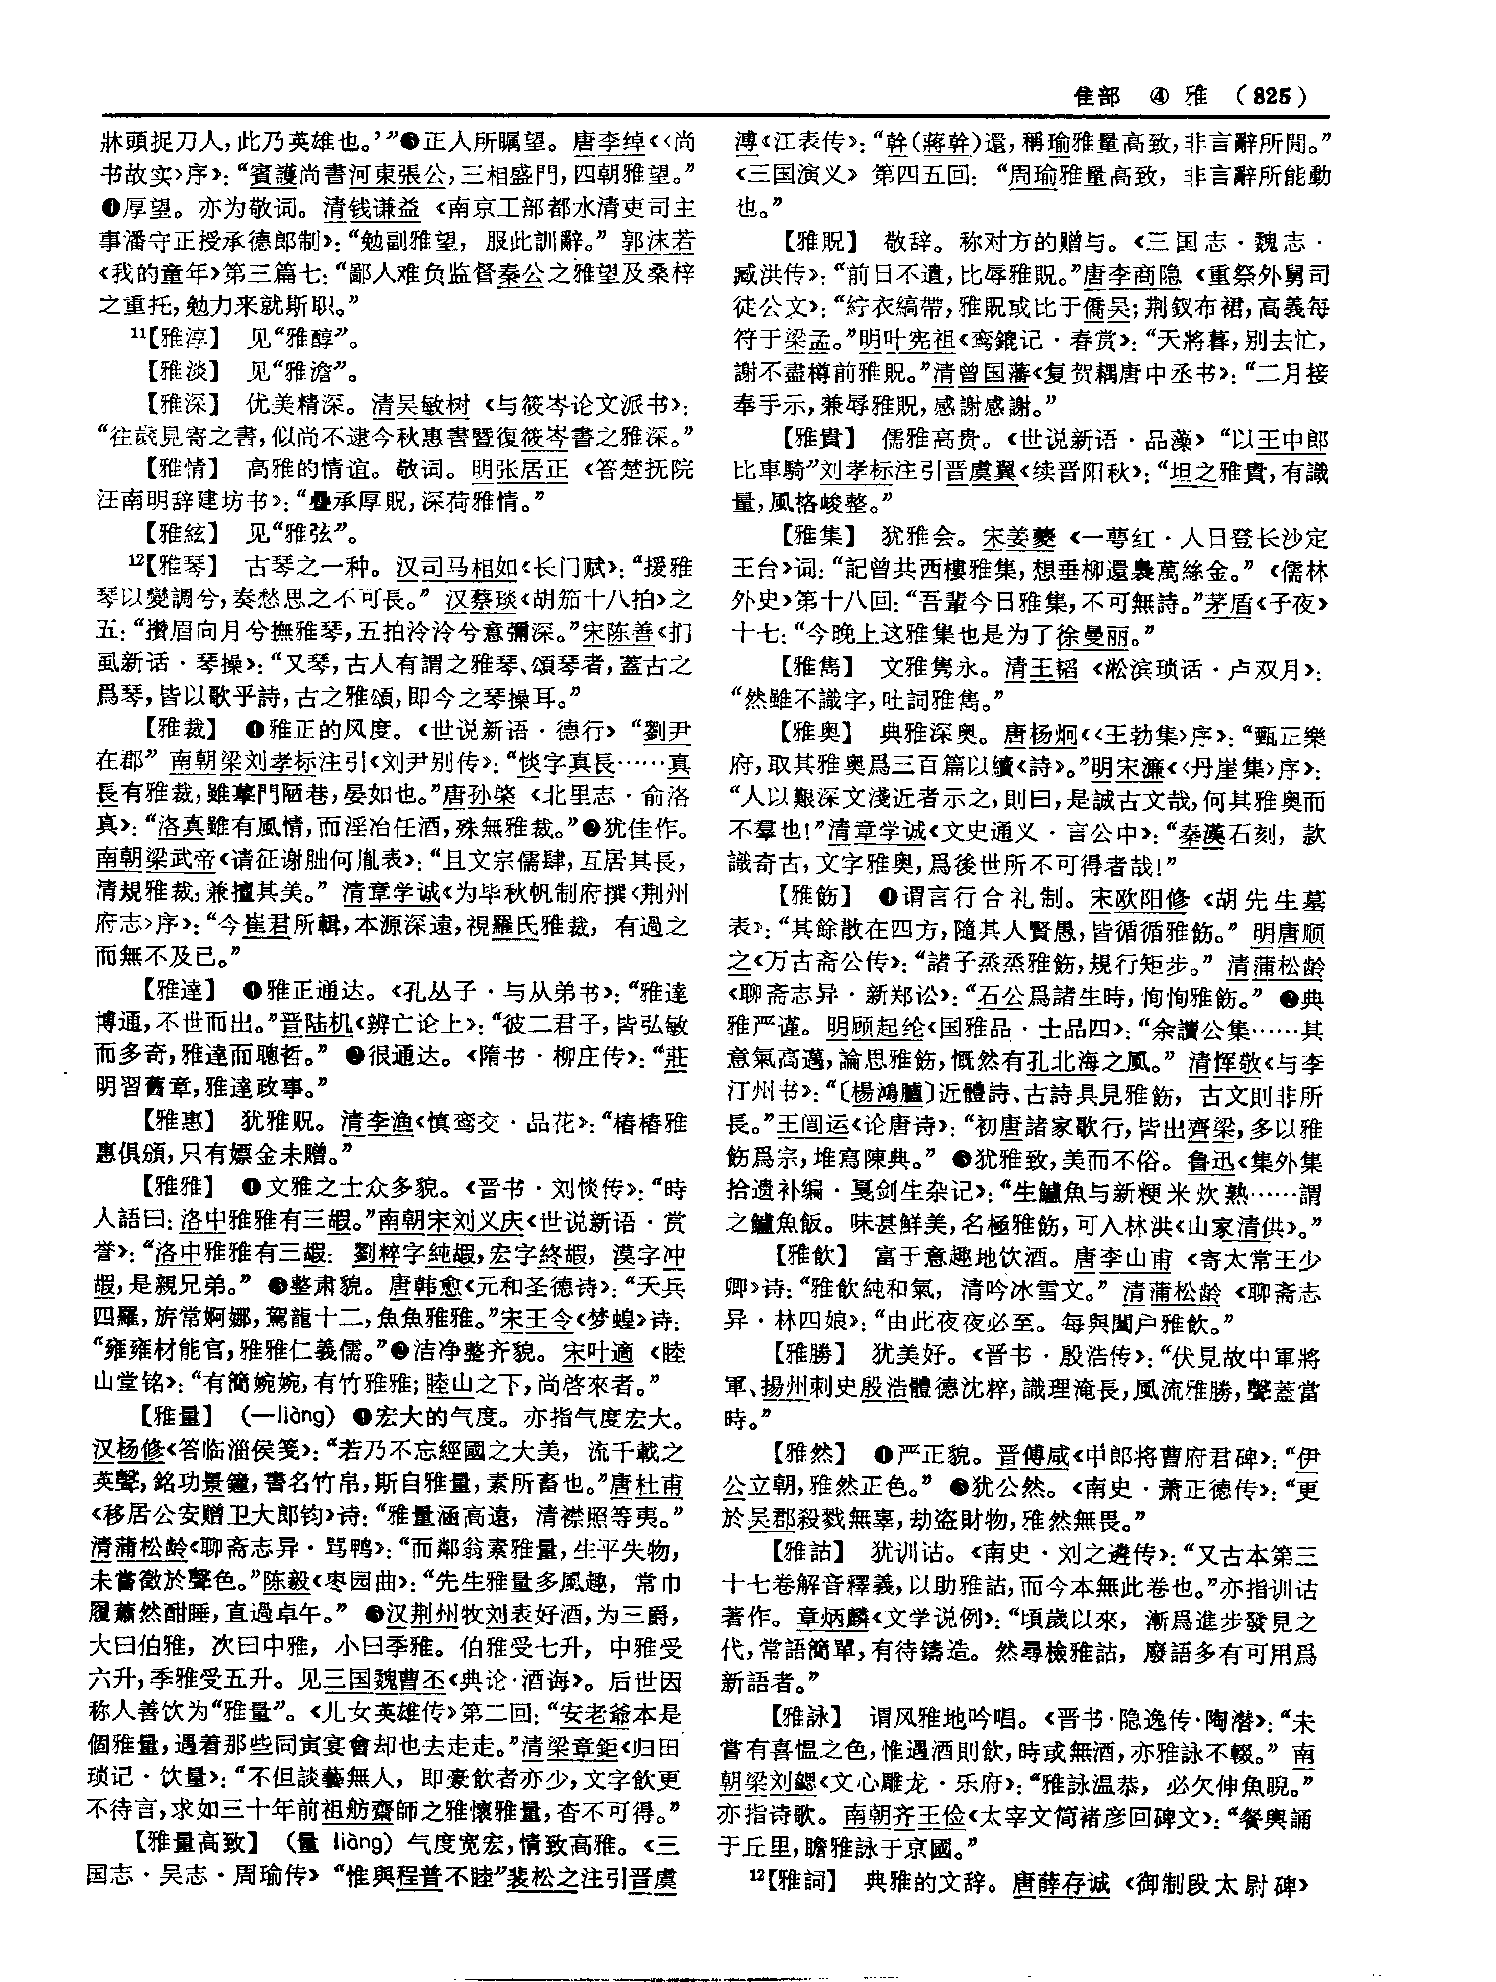 隹部 ④ 雅 (825)
牀頭捉刀人，此乃英雄也。’”❸正人所瞩望。唐李绰《〈尚
书故实〉序》：“賓護尚書河東張公，三相盛門，四朝雅望。”
❹厚望。亦为敬词。清钱谦益《南京工部都水清吏司主
事潘守正授承德郎制》：“勉副雅望，服此訓辭。”郭沫若
《我的童年》第三篇七：“鄙人难负监督秦公之雅望及桑梓
之重托，勉力来就斯职。”
11【雅淳】 见“雅醇”。
【雅淡】 见“雅澹”。
【雅深】 优美精深。清吴敏树《与筱岑论文派书》：
“往歲見寄之書，似尚不逮今秋惠書暨復筱岑書之雅深。”
【雅情】 高雅的情谊。敬词。明张居正《答楚抚院
汪南明辞建坊书》：“疊承厚貺，深荷雅情。”
【雅絃】 见“雅弦”。
12【雅琴】 古琴之一种。汉司马相如《长门赋》：“援雅
琴以變調兮，奏愁思之不可長。”汉蔡琰《胡笳十八拍》之
五：“攢眉向月兮撫雅琴，五拍泠泠兮意彌深。”宋陈善《扪
虱新话·琴操》：“又琴，古人有謂之雅琴、頌琴者，蓋古之
爲琴，皆以歌乎詩，古之雅頌，即今之琴操耳。”
【雅裁】 ❶雅正的风度。《世说新语·德行》“劉尹
在郡”南朝梁刘孝标注引《刘尹别传》：“惔字真長……真
長有雅裁，雖蓽門陋巷，晏如也。”唐孙棨《北里志·俞洛
真》：“洛真雖有風情，而淫冶任酒，殊無雅裁。”❷犹佳作。
南朝梁武帝《请征谢朏何胤表》：“且文宗儒肆，互居其長，
清規雅裁，兼擅其美。”清章学诚《为毕秋帆制府撰〈荆州
府志〉序》：“今崔君所輯，本源深遠，視羅氏雅裁，有過之
而無不及已。”
【雅達】 ❶雅正通达。《孔丛子·与从弟书》：“雅達
博通，不世而出。”晋陆机《辨亡论上》：“彼二君子，皆弘敏
而多奇，雅達而聰哲。”❷很通达。《隋书·柳庄传》：“莊
明習舊章，雅達政事。”
【雅惠】 犹雅贶。清李渔《慎鸾交·品花》：“樁樁雅
惠俱頒，只有嫖金未贈。”
【雅雅】 ❶文雅之士众多貌。《晋书·刘惔传》：“時
人語曰：洛中雅雅有三嘏。”南朝宋刘义庆《世说新语·赏
誉》：“洛中雅雅有三嘏：劉粹字純嘏，宏字終嘏，漠字冲
嘏，是親兄弟。”❷整肃貌。唐韩愈《元和圣德诗》：“天兵
四羅，旂常婀娜，駕龍十二，魚魚雅雅。”宋王令《梦蝗》诗：
“雍雍材能官，雅雅仁義儒。”❸洁净整齐貌。宋叶適《睦
山堂铭》：“有簡婉婉，有竹雅雅；睦山之下，尚啓來者。”
【雅量】 （—liàng）❶宏大的气度。亦指气度宏大。
汉杨修《答临淄侯笺》：“若乃不忘經國之大美，流千載之
英聲，銘功景鐘，書名竹帛，斯自雅量，素所畜也。”唐杜甫
《移居公安赠卫大郎钧》诗：“雅量涵高遠，清襟照等夷。”
清蒲松龄《聊斋志异·骂鸭》：“而鄰翁素雅量，生平失物，
未嘗徵於聲色。”陈毅《枣园曲》：“先生雅量多風趣，常巾
履蕭然酣睡，直過卓午。”❷汉荆州牧刘表好酒，为三爵，
大曰伯雅，次曰中雅，小曰季雅。伯雅受七升，中雅受
六升，季雅受五升。见三国魏曹丕《典论·酒诲》。后世因
称人善饮为“雅量”。《儿女英雄传》第二回：“安老爺本是
個雅量，遇着那些同寅宴會却也去走走。”清梁章鉅《归田
琐记·饮量》：“不但談藝無人，即豪飲者亦少，文字飲更
不待言，求如三十年前祖舫齋師之雅懷雅量，杳不可得。”
【雅量高致】 （量 liàng）气度宽宏，情致高雅。《三
国志·吴志·周瑜传》“惟與程普不睦”裴松之注引晋虞
溥《江表传》：“幹（蔣幹）還，稱瑜雅量高致，非言辭所間。”
《三国演义》第四五回：“周瑜雅量高致，非言辭所能動
也。”
【雅貺】 敬辞。称对方的赠与。《三国志·魏志·
臧洪传》：“前日不遺，比辱雅貺。”唐李商隐《重祭外舅司
徒公文》：“紵衣縞帶，雅貺或比于僑吴；荆釵布裙，高義每
符于梁孟。”明叶宪祖《鸾鎞记·春赏》：“天將暮，别去忙，
謝不盡樽前雅貺。”清曾国藩《复贺耦唐中丞书》：“二月接
奉手示，兼辱雅貺，感謝感謝。”
【雅貴】 儒雅高贵。《世说新语·品藻》“以王中郎
比車騎”刘孝标注引晋虞翼《续晋阳秋》：“坦之雅貴，有識
量，風格峻整。”
【雅集】 犹雅会。宋姜夔《一萼红·人日登长沙定
王台》词：“記曾共西樓雅集，想垂柳還裊萬絲金。”《儒林
外史》第十八回：“吾輩今日雅集，不可無詩。”茅盾《子夜》
十七：“今晚上这雅集也是为了徐曼丽。”
【雅雋】 文雅隽永。清王韬《淞滨琐话·卢双月》：
“然雖不識字，吐詞雅雋。”
【雅奥】 典雅深奥。唐杨炯《〈王勃集〉序》：“甄正樂
府，取其雅奥爲三百篇以續《詩》。”明宋濂《〈丹崖集〉序》：
“人以艱深文淺近者示之，則曰，是誠古文哉，何其雅奥而
不羣也！”清章学诚《文史通义·言公中》：“秦漢石刻，款
識奇古，文字雅奥，爲後世所不可得者哉！”
【雅飭】 ❶谓言行合礼制。宋欧阳修《胡先生墓
表》：“其餘散在四方，隨其人賢愚，皆循循雅飭。”明唐顺
之《万古斋公传》：“諸子烝烝雅飭，規行矩步。”清蒲松龄
《聊斋志异·新郑讼》：“石公爲諸生時，恂恂雅飭。”❷典
雅严谨。明顾起纶《国雅品·士品四》：“余讀公集……其
意氣高邁，論思雅飭，慨然有孔北海之風。”清恽敬《与李
汀州书》：“〔楊鴻臚〕近體詩、古詩具見雅飭，古文則非所
長。”王闿运《论唐诗》：“初唐諸家歌行，皆出齊梁，多以雅
飭爲宗，堆寫陳典。”❸犹雅致，美而不俗。鲁迅《集外集
拾遗补编·戛剑生杂记》：“生鱸魚与新粳米炊熟……謂
之鱸魚飯。味甚鮮美，名極雅飭，可入林洪《山家清供》。”
【雅飲】 富于意趣地饮酒。唐李山甫《寄太常王少
卿》诗：“雅飲純和氣，清吟冰雪文。”清蒲松龄《聊斋志
异·林四娘》：“由此夜夜必至。每與闔户雅飲。”
【雅勝】 犹美好。《晋书·殷浩传》：“伏見故中軍將
軍、揚州刺史殷浩體德沈粹，識理淹長，風流雅勝，聲蓋當
時。”
【雅然】 ❶严正貌。晋傅咸《中郎将曹府君碑》：“伊
公立朝，雅然正色。”❷犹公然。《南史·萧正德传》：“更
於吴郡殺戮無辜，劫盗財物，雅然無畏。”
【雅詁】 犹训诂。《南史·刘之遴传》：“又古本第三
十七卷解音釋義，以助雅詁，而今本無此卷也。”亦指训诂
著作。章炳麟《文学说例》：“頃歲以來，漸爲進步發見之
代，常語簡單，有待鑄造。然尋檢雅詁，廢語多有可用爲
新語者。”
【雅詠】 谓风雅地吟唱。《晋书·隐逸传·陶潜》：“未
嘗有喜愠之色，惟遇酒則飲，時或無酒，亦雅詠不輟。”南
朝梁刘勰《文心雕龙·乐府》：“雅詠温恭，必欠伸魚睨。”
亦指诗歌。南朝齐王俭《太宰文简褚彦回碑文》：“餐輿誦
于丘里，瞻雅詠于京國。”
12【雅詞】 典雅的文辞。唐薛存诚《御制段太尉碑》